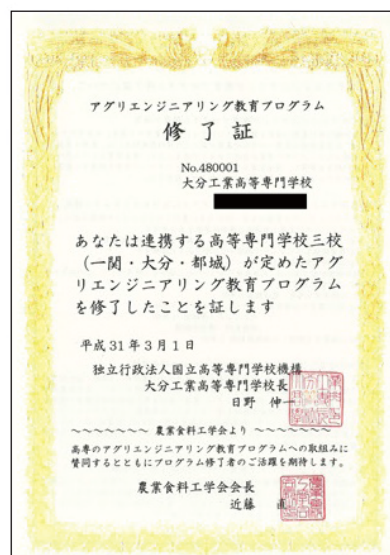 アグリエンジニアリング教育プログラム
修了証
No.480001
大分工業高等専門学校
あなたは連携する高等専門学校三校
（一関・大分・都城）が定めたアグ
リエンジニアリング教育プログラム
を修了したことを証します
平成31年3月1日
独立行政法人国立高等専門学校機構
大分工業高等専門学校長
日野 伸一
～～～～～～～ 農業食料工学会より ～～～～～～～
高専のアグリエンジニアリング教育プログラムへの取組みに
賛同するとともにプログラム修了者のご活躍を期待します。
農業食料工学会会長
近藤 直